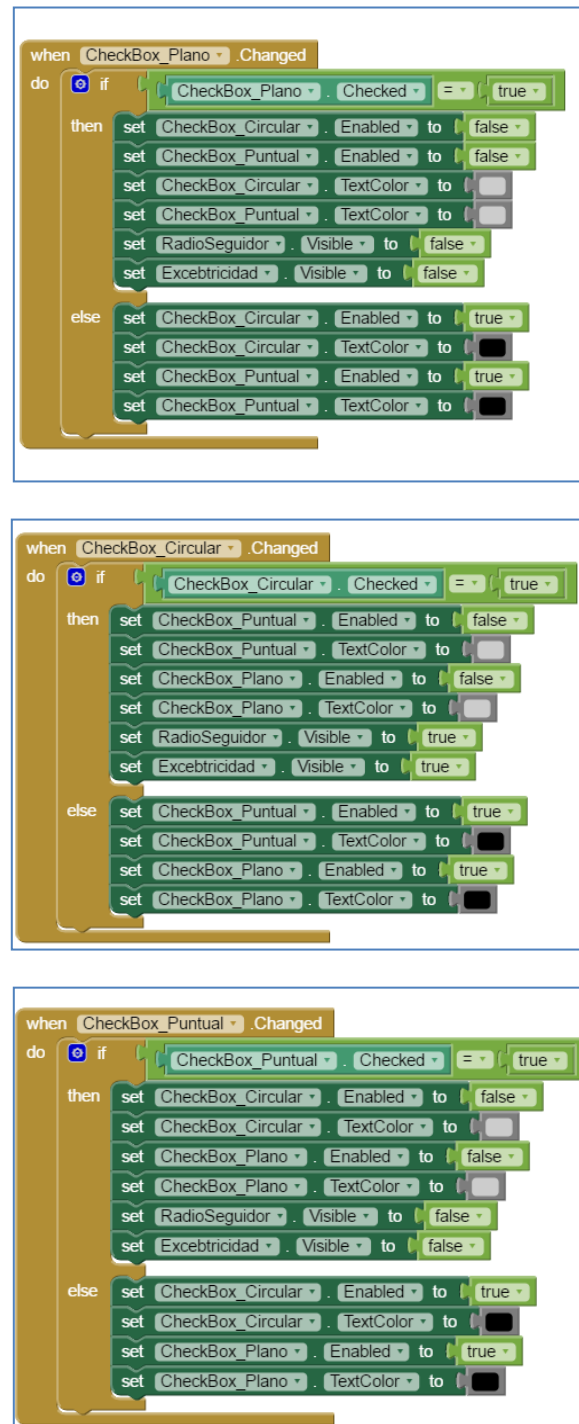 when CheckBox_Plano .Changed
do if CheckBox_Plano . Checked = true
then set CheckBox_Circular . Enabled to false
set CheckBox_Puntual . Enabled to false
set CheckBox_Circular . TextColor to
set CheckBox_Puntual . TextColor to
set RadioSeguidor . Visible to false
set Excebtricidad . Visible to false
else set CheckBox_Circular . Enabled to true
set CheckBox_Circular . TextColor to
set CheckBox_Puntual . Enabled to true
set CheckBox_Puntual . TextColor to
when CheckBox_Circular .Changed
do if CheckBox_Circular . Checked = true
then set CheckBox_Puntual . Enabled to false
set CheckBox_Puntual . TextColor to
set CheckBox_Plano . Enabled to false
set CheckBox_Plano . TextColor to
set RadioSeguidor . Visible to true
set Excebtricidad . Visible to true
else set CheckBox_Puntual . Enabled to true
set CheckBox_Puntual . TextColor to
set CheckBox_Plano . Enabled to true
set CheckBox_Plano . TextColor to
when CheckBox_Puntual .Changed
do if CheckBox_Puntual . Checked = true
then set CheckBox_Circular . Enabled to false
set CheckBox_Circular . TextColor to
set CheckBox_Plano . Enabled to false
set CheckBox_Plano . TextColor to
set RadioSeguidor . Visible to false
set Excebtricidad . Visible to false
else set CheckBox_Circular . Enabled to true
set CheckBox_Circular . TextColor to
set CheckBox_Plano . Enabled to true
set CheckBox_Plano . TextColor to